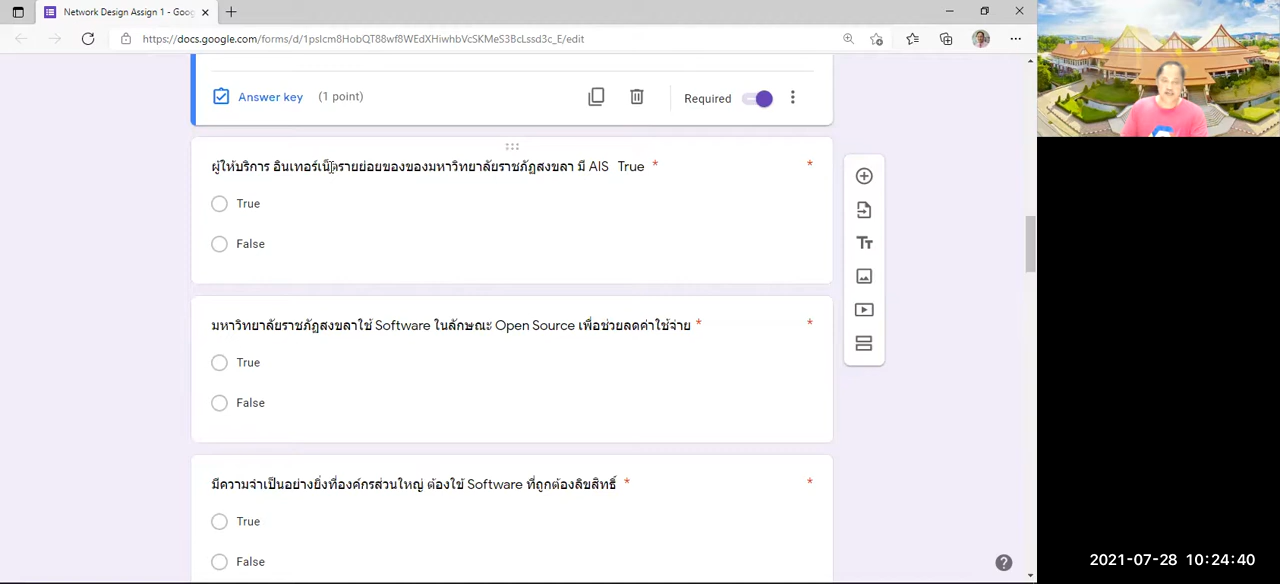 Network Design Assign 1 - Goog
https://docs.google.com/forms/d/1pslcm8HobQT88wf8WEdXHiwhbVcSKMeS3BcLssd3c_E/edit
Answer key (1 point)
Required
ผู้ให้บริการ อินเทอร์เน็ตรายย่อยของของมหาวิทยาลัยราชภัฏสงขลา มี AIS True *
*
True
False
มหาวิทยาลัยราชภัฏสงขลาใช้ Software ในลักษณะ Open Source เพื่อช่วยลดค่าใช้จ่าย *
*
True
False
มีความจำเป็นอย่างยิ่งที่องค์กรส่วนใหญ่ ต้องใช้ Software ที่ถูกต้องลิขสิทธิ์ *
*
True
False
2021-07-28 10:24:40